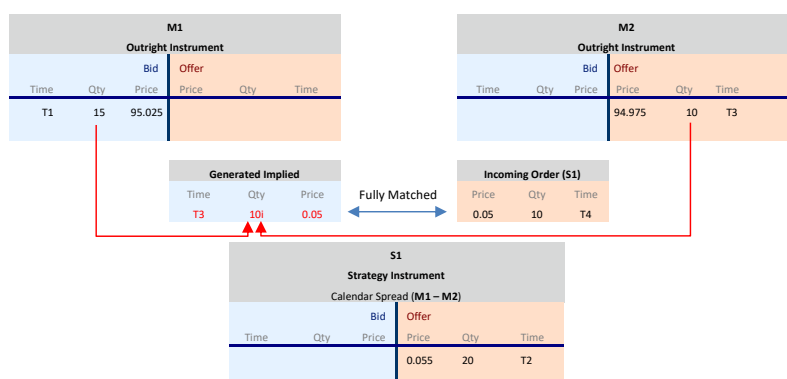 M1
Outright Instrument
Bid Offer
Time Qty Price Price Qty Time
T1 15 95.025
M2
Outright Instrument
Bid Offer
Time Qty Price Price Qty Time
94.975 10 T3
Generated Implied
Time Qty Price
T3 10i 0.05
Fully Matched
Incoming Order (S1)
Price Qty Time
0.05 10 T4
S1
Strategy Instrument
Calendar Spread (M1 – M2)
Bid Offer
Time Qty Price Price Qty Time
0.055 20 T2